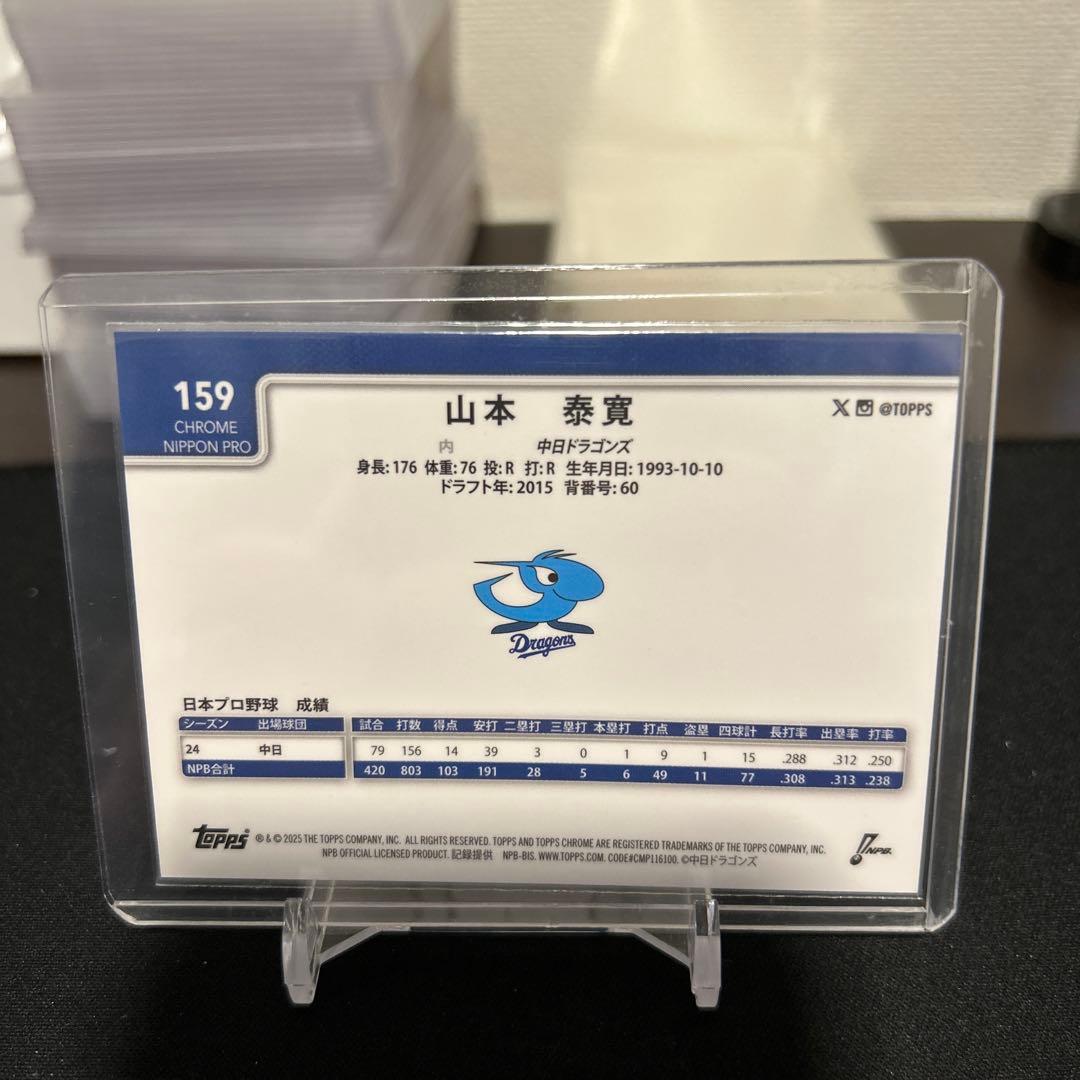 159
CHROME
NIPPON PRO
山本 泰寛
@TOPPS
内 中日ドラゴンズ
身長:176 体重:76 投:R 打:R 生年月日:1993-10-10
ドラフト年:2015 背番号:60
Dragons
日本プロ野球 成績
シーズン 出場球団 試合 打数 得点 安打 二塁打 三塁打 本塁打 打点 盗塁 四球計 長打率 出塁率 打率
24 中日 79 156 14 39 3 0 1 9 1 15 .288 .312 .250
NPB合計 420 803 103 191 28 5 6 49 11 77 .308 .313 .238
topps ® & © 2025 THE TOPPS COMPANY, INC. ALL RIGHTS RESERVED. TOPPS AND TOPPS CHROME ARE REGISTERED TRADEMARKS OF THE TOPPS COMPANY, INC.
NPB OFFICIAL LICENSED PRODUCT. 記録提供 NPB-BIS. WWW.TOPPS.COM. CODE#CMP116100. ©中日ドラゴンズ
NPB.